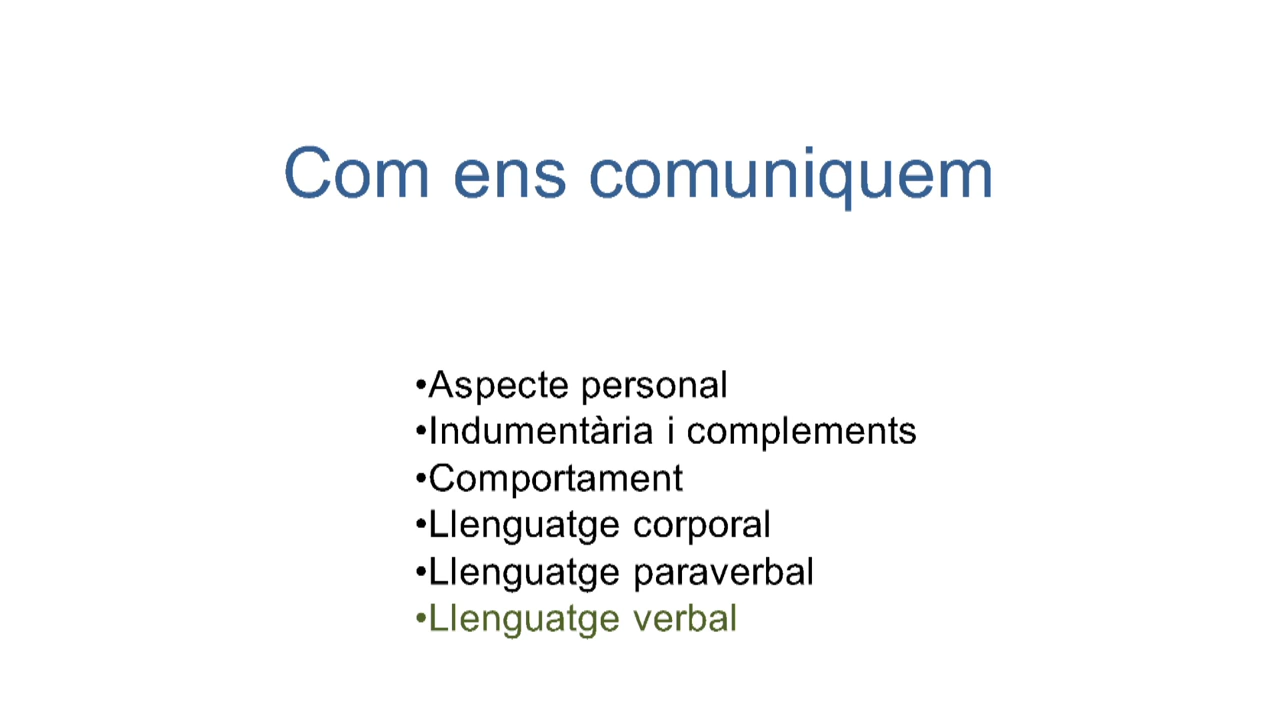 Com ens comuniquem
•Aspecte personal
•Indumentària i complements
•Comportament
•Llenguatge corporal
•Llenguatge paraverbal
•Llenguatge verbal